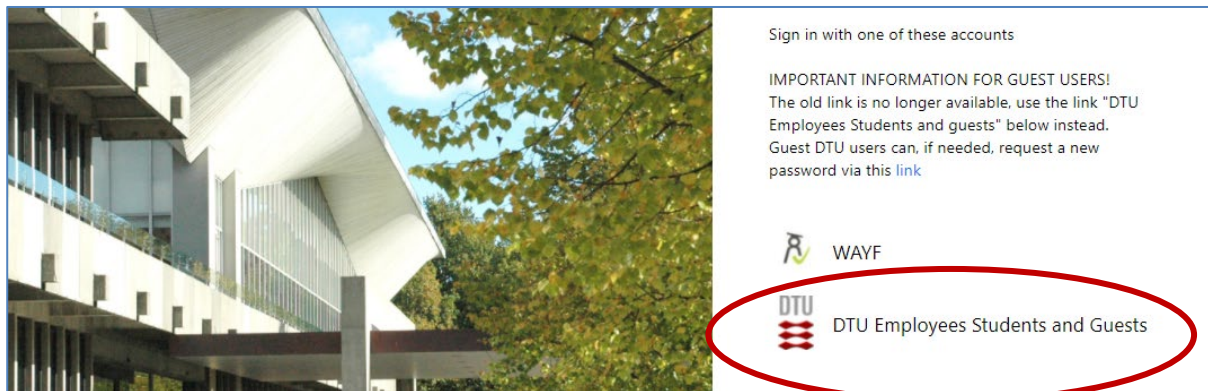 Sign in with one of these accounts
IMPORTANT INFORMATION FOR GUEST USERS!
The old link is no longer available, use the link "DTU
Employees Students and guests" below instead.
Guest DTU users can, if needed, request a new
password via this link
WAYF
DTU
DTU Employees Students and Guests